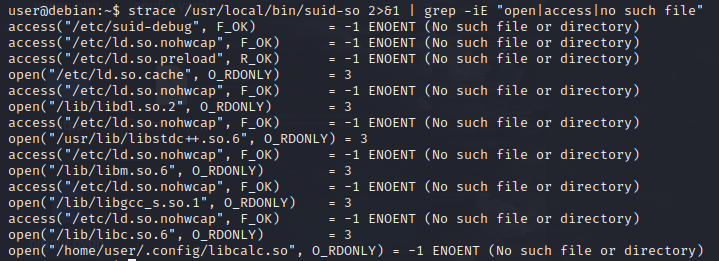 user@debian:~$ strace /usr/local/bin/suid-so 2>&1 | grep -iE "open|access|no such file"
access("/etc/suid-debug", F_OK)         = -1 ENOENT (No such file or directory)
access("/etc/ld.so.nohwcap", F_OK)      = -1 ENOENT (No such file or directory)
access("/etc/ld.so.preload", R_OK)      = -1 ENOENT (No such file or directory)
open("/etc/ld.so.cache", O_RDONLY)      = 3
access("/etc/ld.so.nohwcap", F_OK)      = -1 ENOENT (No such file or directory)
open("/lib/libdl.so.2", O_RDONLY)       = 3
access("/etc/ld.so.nohwcap", F_OK)      = -1 ENOENT (No such file or directory)
open("/usr/lib/libstdc++.so.6", O_RDONLY) = 3
access("/etc/ld.so.nohwcap", F_OK)      = -1 ENOENT (No such file or directory)
open("/lib/libm.so.6", O_RDONLY)        = 3
access("/etc/ld.so.nohwcap", F_OK)      = -1 ENOENT (No such file or directory)
open("/lib/libgcc_s.so.1", O_RDONLY)    = 3
access("/etc/ld.so.nohwcap", F_OK)      = -1 ENOENT (No such file or directory)
open("/lib/libc.so.6", O_RDONLY)        = 3
open("/home/user/.config/libcalc.so", O_RDONLY) = -1 ENOENT (No such file or directory)